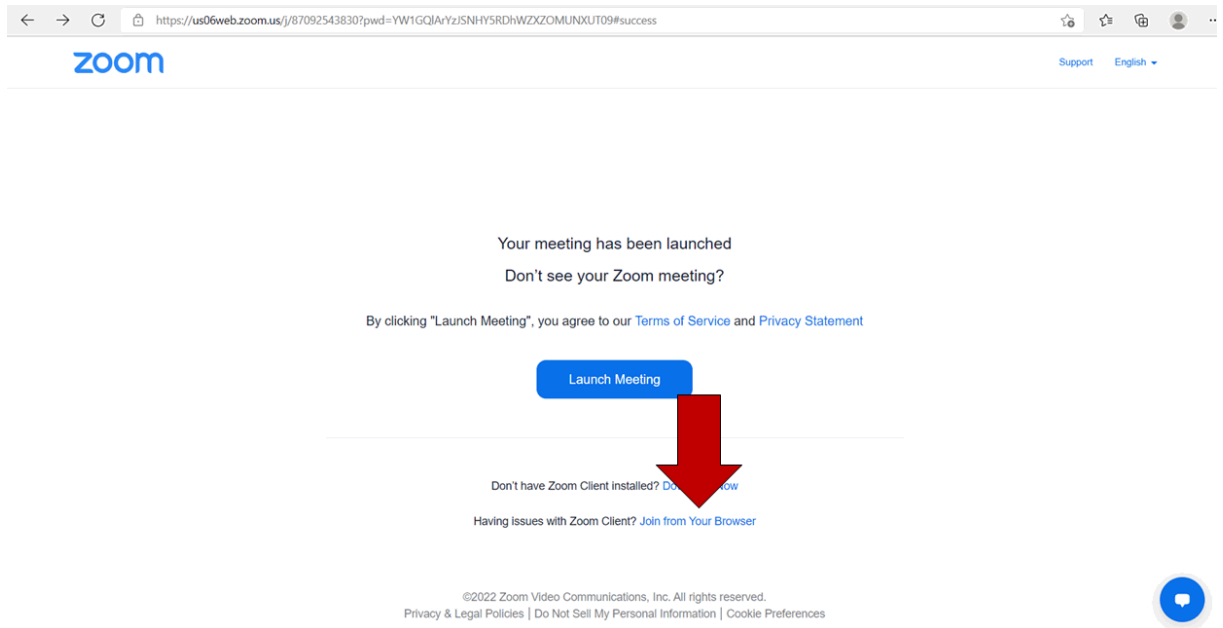 https://us06web.zoom.us/j/87092543830?pwd=YW1GQlArYzJSNHY5RDhWZXZOMUNXUT09#success
zoom
Support English
Your meeting has been launched
Don't see your Zoom meeting?
By clicking "Launch Meeting", you agree to our Terms of Service and Privacy Statement
Launch Meeting
Don't have Zoom Client installed?
Having issues with Zoom Client? Join from Your Browser
©2022 Zoom Video Communications, Inc. All rights reserved.
Privacy & Legal Policies | Do Not Sell My Personal Information | Cookie Preferences